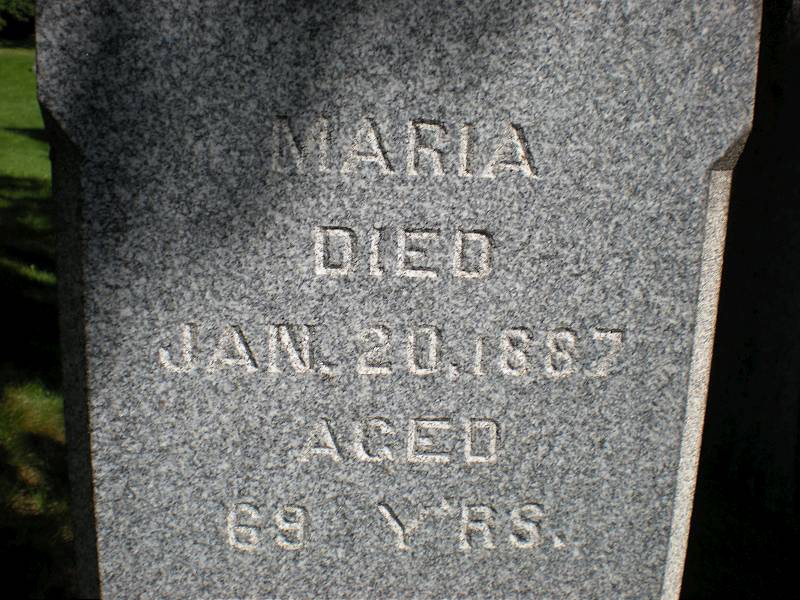 MARIA
DIED
JAN. 20, 1887
AGED
69 Y'RS.